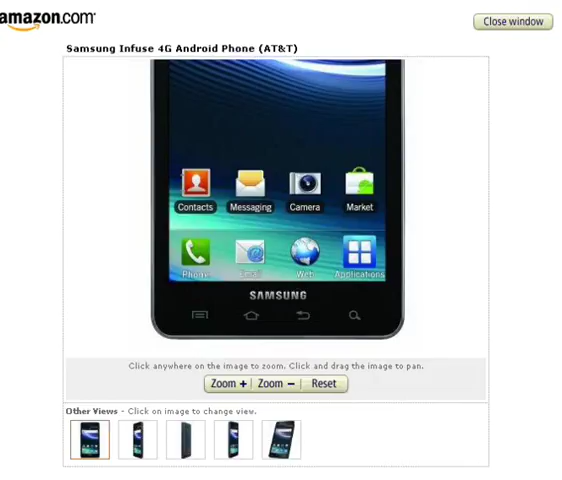 amazon.com
Close window
Samsung Infuse 4G Android Phone (AT&T)
Contacts Messaging Camera Market
Phone Email Web Applications
SAMSUNG
Click anywhere on the image to zoom. Click and drag the image to pan.
Zoom + | Zoom – | Reset
Other Views - Click on image to change view.